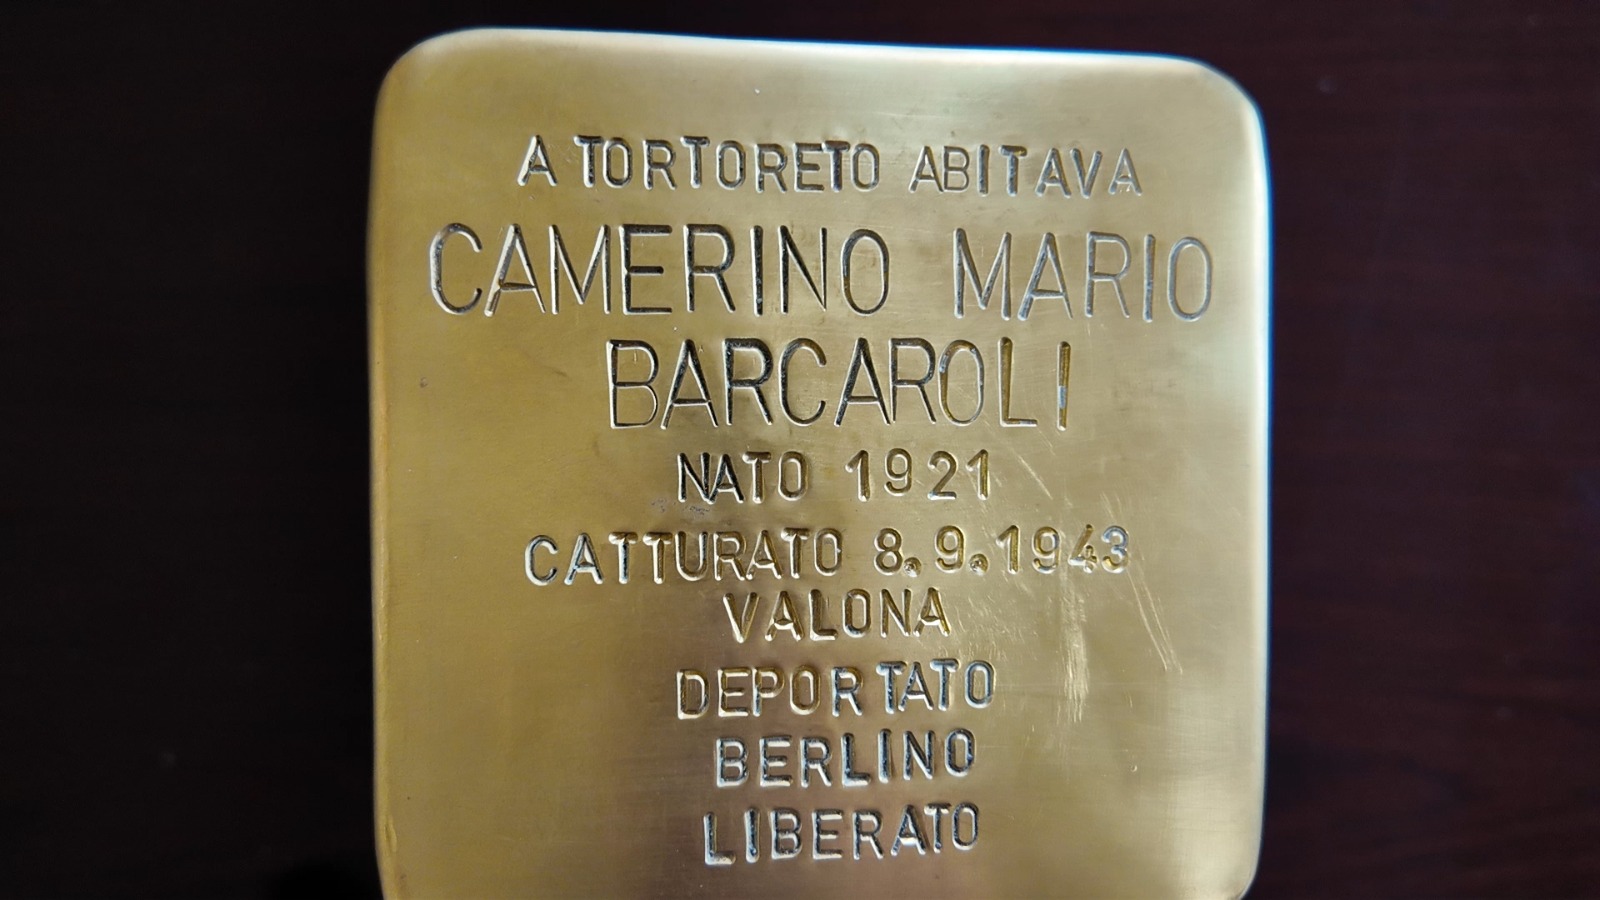 A TORTORETO ABITAVA
CAMERINO MARIO
BARCAROLI
NATO 1921
CATTURATO 8.9.1943
VALONA
DEPORTATO
BERLINO
LIBERATO